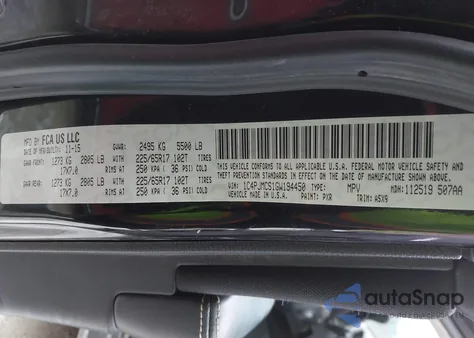 MFD BY FCA US LLC
DATE OF MFR/BUILT: 11-15 GVWR: 2495 KG 5500 LB
GAWR FRONT: 1273 KG 2805 LB WITH 225/65R17 102T TIRES
17X7.0 RIMS AT 250 KPA( 36 PSI) COLD
GAWR REAR: 1273 KG 2805 LB WITH 225/65R17 102T TIRES
17X7.0 RIMS AT 250 KPA( 36 PSI) COLD
THIS VEHICLE CONFORMS TO ALL APPLICABLE U.S.A. FEDERAL MOTOR VEHICLE
SAFETY, BUMPER, AND THEFT PREVENTION STANDARDS IN EFFECT ON THE DATE OF
MANUFACTURE SHOWN ABOVE.
VIN: 1C4PJMCS1GW194450 TYPE: MPV MDH: 112519 507AA
VEHICLE MADE IN U.S.A. PAINT: PXR TRIM: A5X9
autoSnap